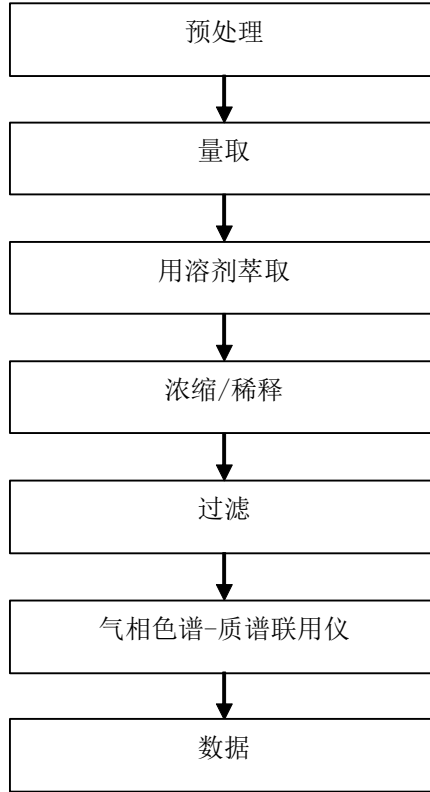 预处理
量取
用溶剂萃取
浓缩/稀释
过滤
气相色谱-质谱联用仪
数据